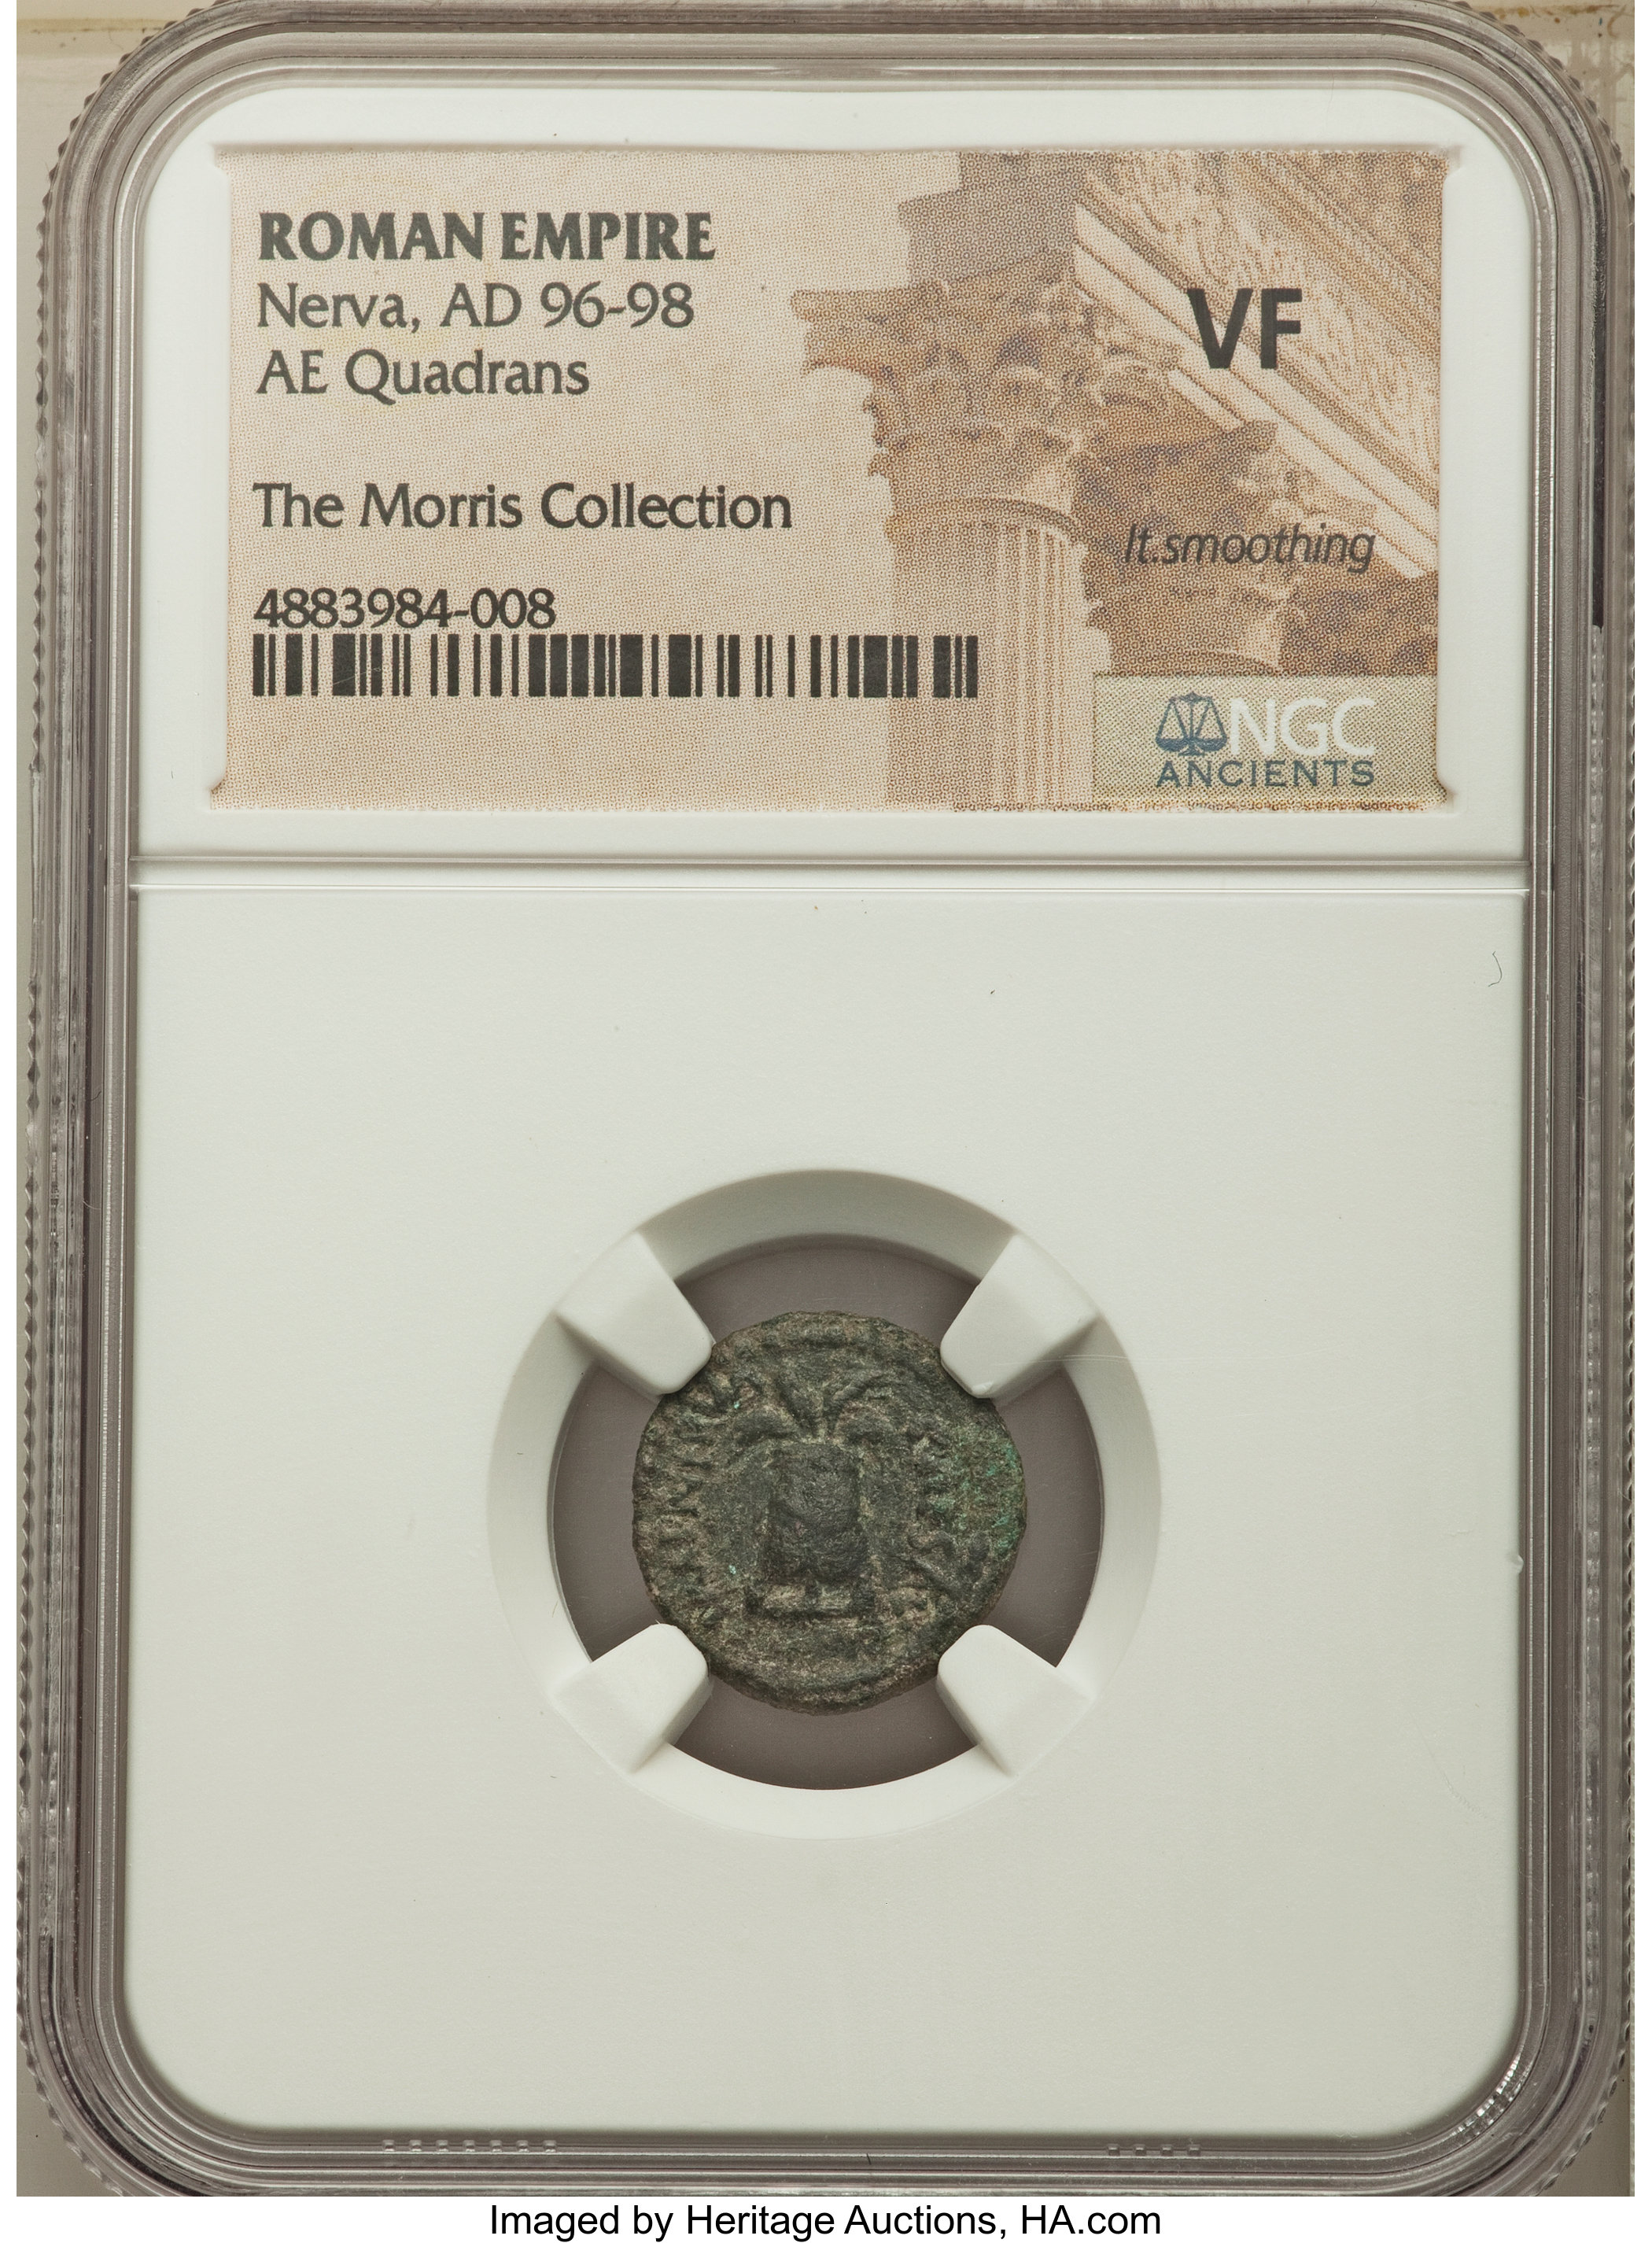 ROMAN EMPIRE
Nerva, AD 96-98
AE Quadrans
VF
The Morris Collection
lt.smoothing
4883984-008
NGC
ANCIENTS
Imaged by Heritage Auctions, HA.com